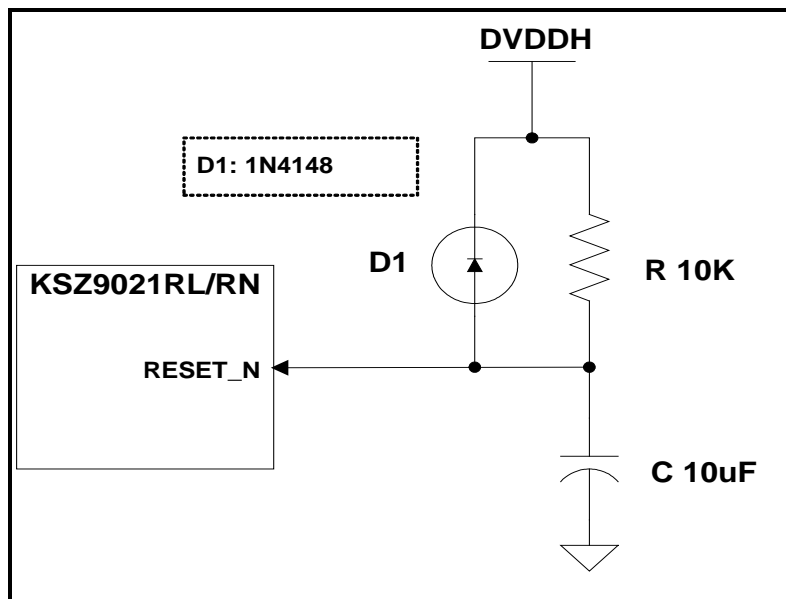 DVDDH
D1: 1N4148
D1
R 10K
KSZ9021RL/RN
RESET_N
C 10uF